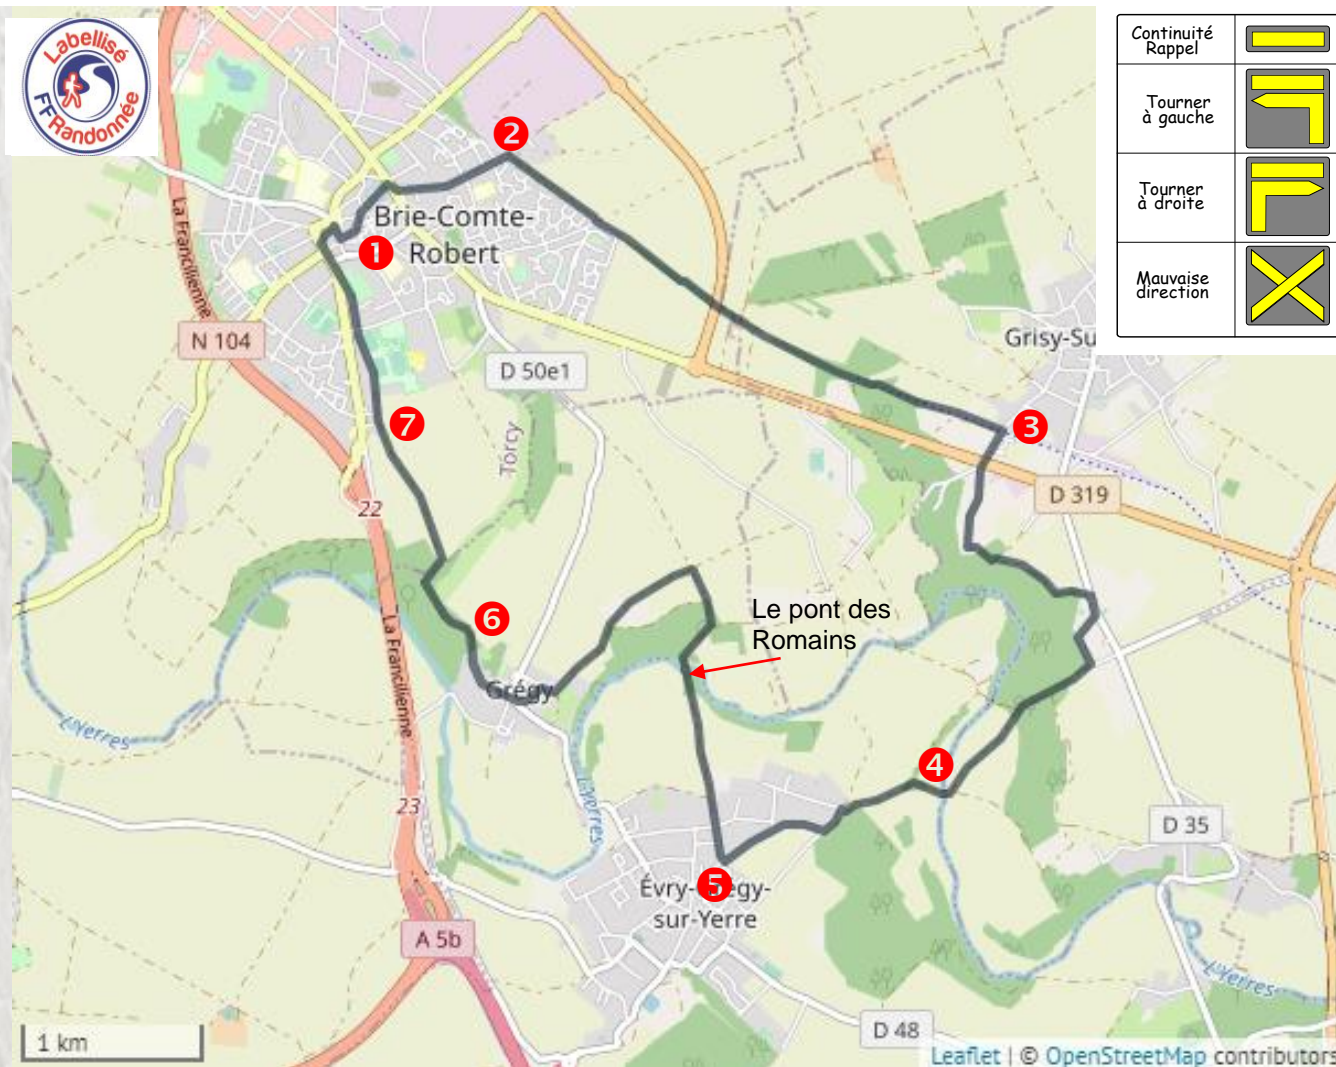 Labellisé
FFRandonnée
Continuité
Rappel
Tourner
à gauche
Tourner
à droite
Mauvaise
direction
2
Brie-Comte-
Robert
1
La Francilienne
N 104
D 50e1
Grisy-Su
3
7
Torcy
D 319
22
6
Le pont des
Romains
La Francilienne
Grégy
L'Yerres
L'Yerres
4
23
D 35
5
sur-Yerre
A 5b
L'Yerres
D 48
1 km
Leaflet | © OpenStreetMap contributors